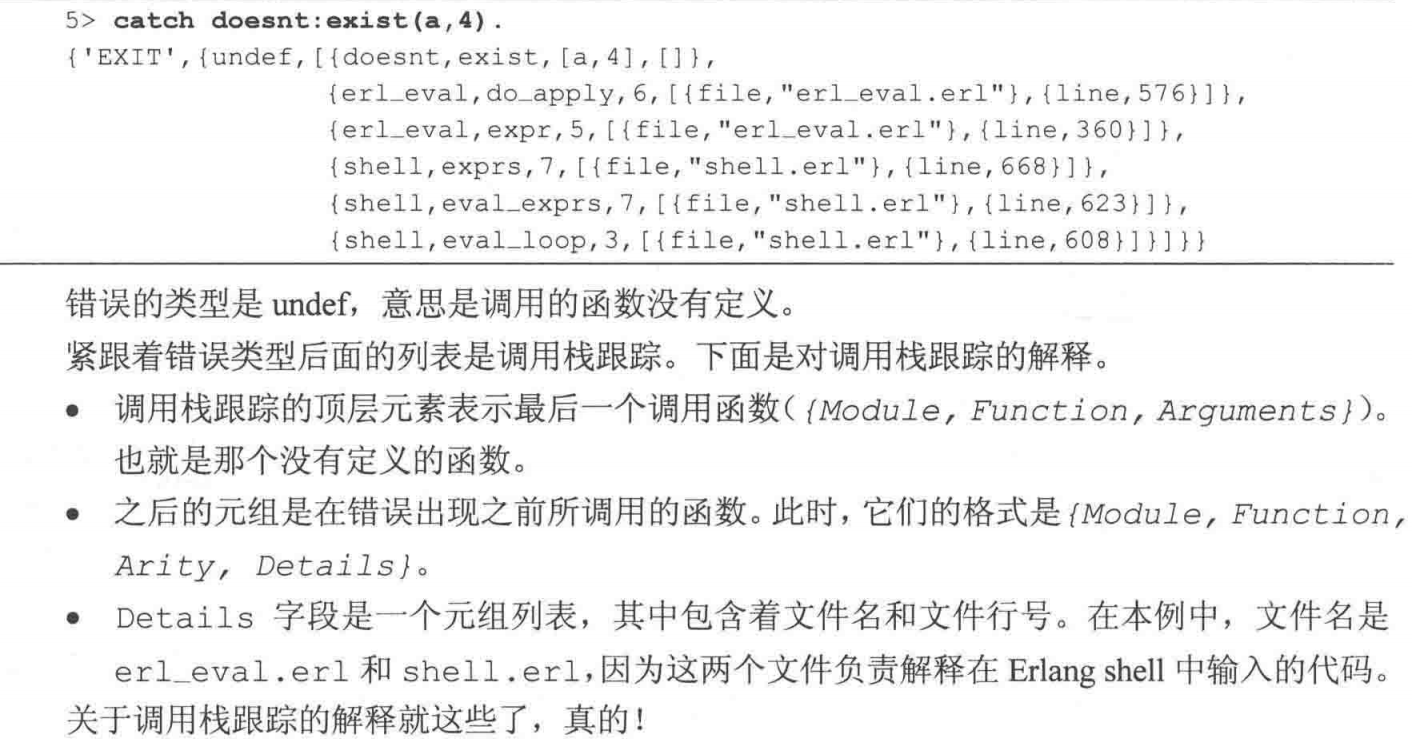 5> catch doesnt:exist(a,4).
{'EXIT',{undef,[{doesnt,exist,[a,4],[]},
{erl_eval,do_apply,6,[{file,"erl_eval.erl"},{line,576}]},
{erl_eval,expr,5,[{file,"erl_eval.erl"},{line,360}]},
{shell,exprs,7,[{file,"shell.erl"},{line,668}]},
{shell,eval_exprs,7,[{file,"shell.erl"},{line,623}]},
{shell,eval_loop,3,[{file,"shell.erl"},{line,608}]}]}}
错误的类型是 undef，意思是调用的函数没有定义。
紧跟着错误类型后面的列表是调用栈跟踪。下面是对调用栈跟踪的解释。
● 调用栈跟踪的顶层元素表示最后一个调用函数({Module, Function, Arguments})。
也就是那个没有定义的函数。
● 之后的元组是在错误出现之前所调用的函数。此时，它们的格式是{Module, Function,
Arity, Details}。
● Details 字段是一个元组列表，其中包含着文件名和文件行号。在本例中，文件名是
erl_eval.erl 和 shell.erl，因为这两个文件负责解释在 Erlang shell 中输入的代码。
关于调用栈跟踪的解释就这些了，真的！